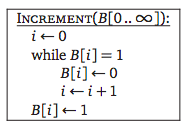 INCREMENT(B[0..∞]):
i ← 0
while B[i] = 1
B[i] ← 0
i ← i + 1
B[i] ← 1